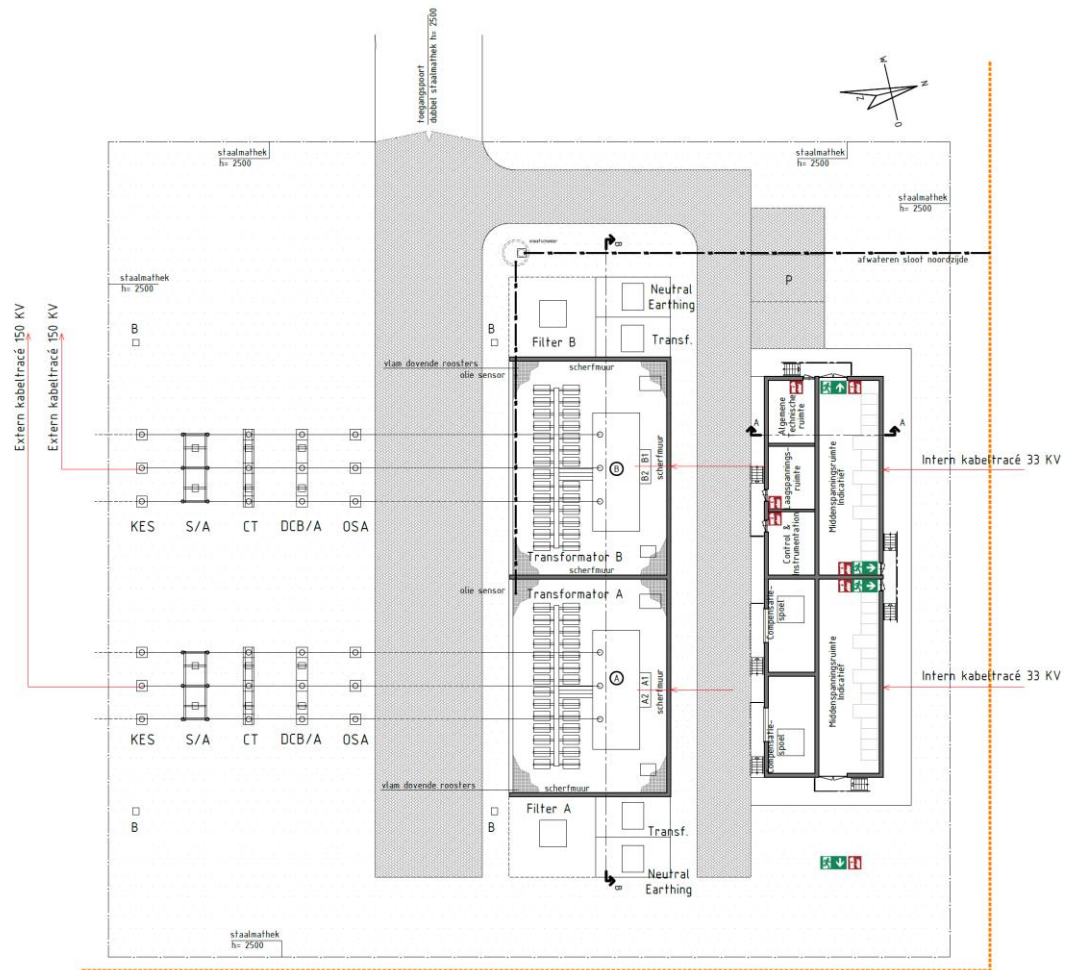 toegangspoort
dubbel staalmathek h= 2500
staalmathek
h= 2500
staalmathek
h= 2500
staalmathek
h= 2500
staalmathek
h= 2500
W
N
Z
O
B
afwateren sloot noordzijde
P
Extern kabeltracé 150 KV
Extern kabeltracé 150 KV
B
B
Neutral
Earthing
Filter B
Transf.
vlam dovende roosters
olie sensor
scherfmuur
B
B2 B1
scherfmuur
Transformator B
scherfmuur
KES S/A CT DCB/A OSA
Algemene
Technische
ruimte
A
A
Laagspannings-
ruimte
Control &
Instrumentation
Middenspanningsruimte
Indicatief
Intern kabeltracé 33 KV
olie sensor
Transformator A
A
A2 A1
scherfmuur
KES S/A CT DCB/A OSA
Compensatie-
spoel
Compensatie-
spoel
Middenspanningsruimte
Indicatief
Intern kabeltracé 33 KV
vlam dovende roosters
scherfmuur
B
B
Filter A
Transf.
Neutral
Earthing
B
staalmathek
h= 2500